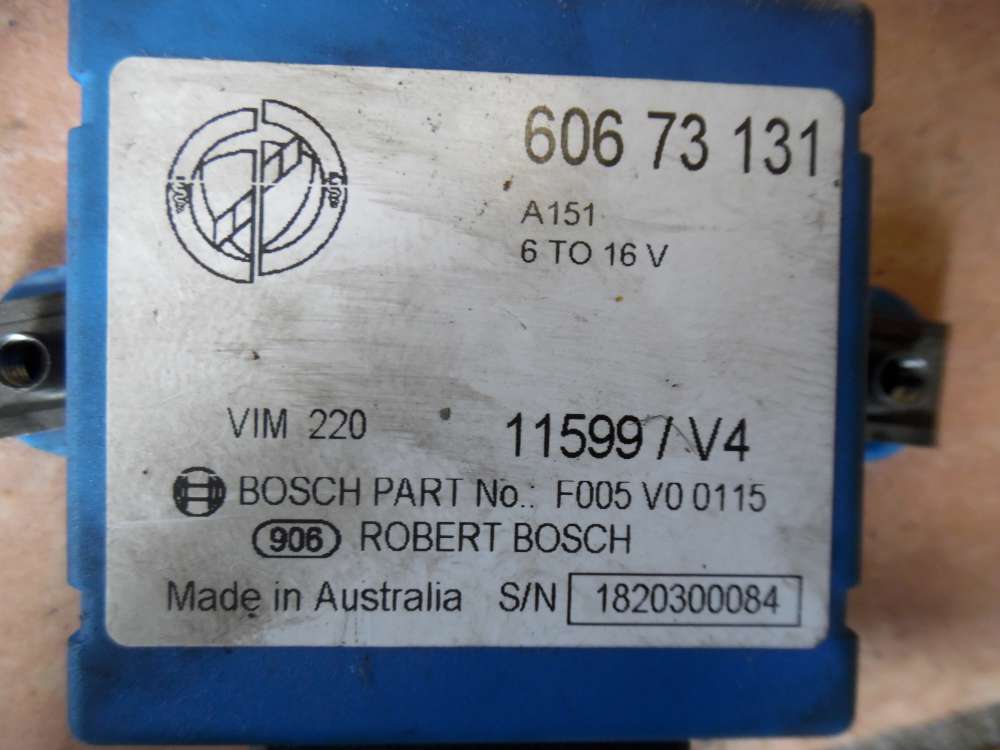 606 73 131
A151
6 TO 16 V
VIM 220 11599 / V4
BOSCH PART No.: F005 V0 0115
906 ROBERT BOSCH
Made in Australia S/N 1820300084